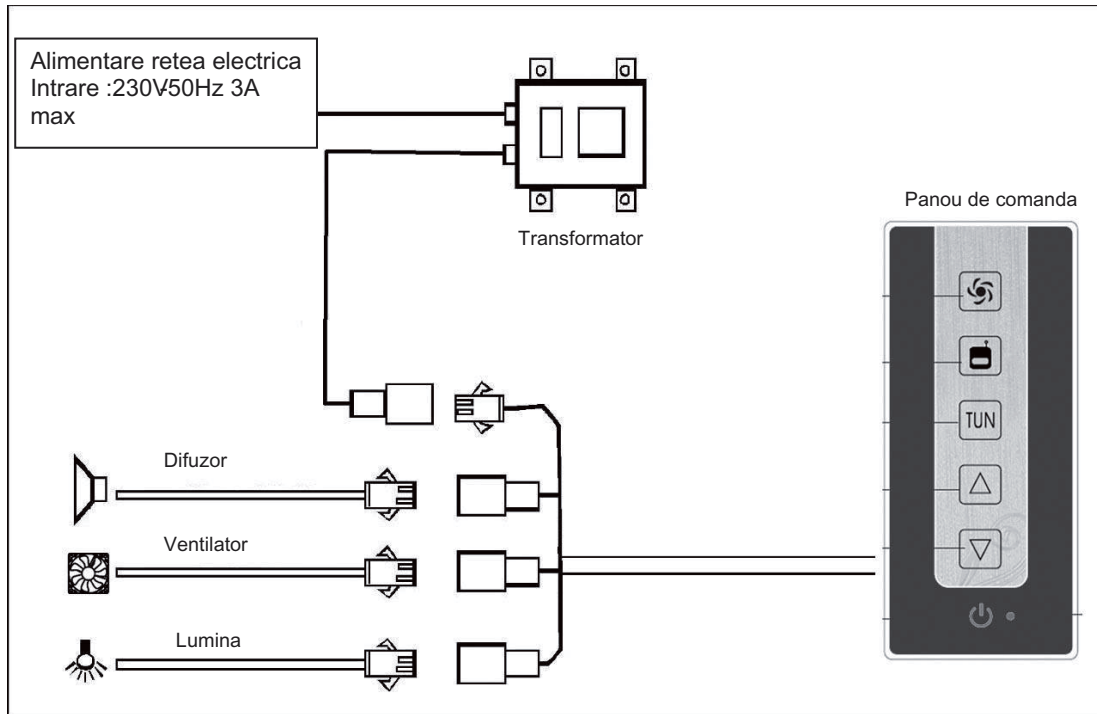 Alimentare retea electrica
Intrare :230V-50Hz 3A
max
Transformator
Panou de comanda
TUN
Difuzor
Ventilator
Lumina